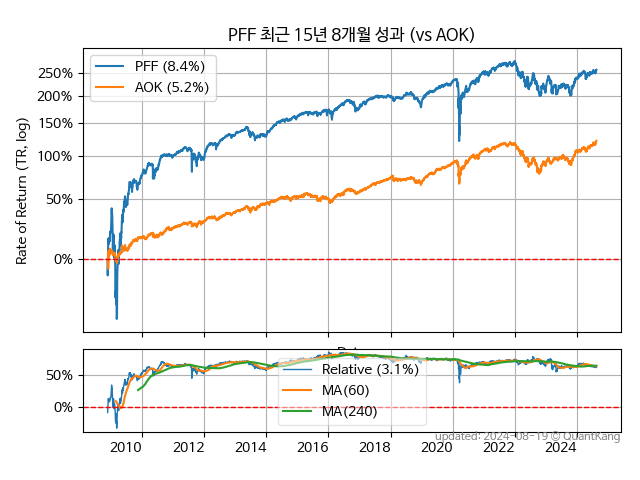 PFF 최근 15년 8개월 성과 (vs AOK)
Rate of Return (TR, log)
250%
200%
150%
100%
50%
0%
PFF (8.4%)
AOK (5.2%)
50%
0%
Relative (3.1%)
MA(60)
MA(240)
updated: 2024-08-19 © QuantKang
2010 2012 2014 2016 2018 2020 2022 2024